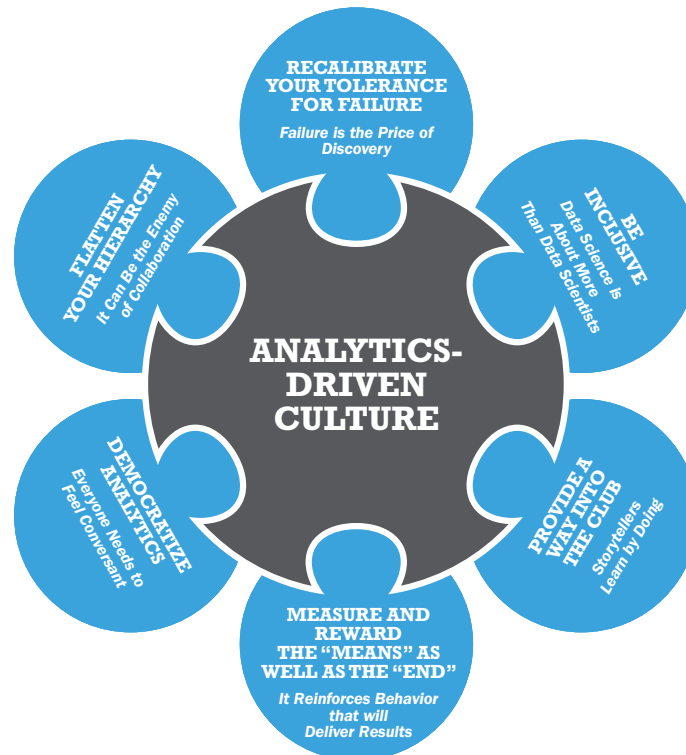 RECALIBRATE
YOUR TOLERANCE
FOR FAILURE
Failure is the Price of
Discovery
BE
INCLUSIVE
Data Science is
About More
Than Data Scientists
PROVIDE A
WAY INTO
THE CLUB
Storytellers
Learn by Doing
MEASURE AND
REWARD
THE “MEANS” AS
WELL AS THE “END”
It Reinforces Behavior
that will
Deliver Results
DEMOCRATIZE
ANALYTICS
Everyone Needs to
Feel Conversant
FLATTEN
YOUR HIERARCHY
It Can Be the Enemy
of Collaboration
ANALYTICS-
DRIVEN
CULTURE